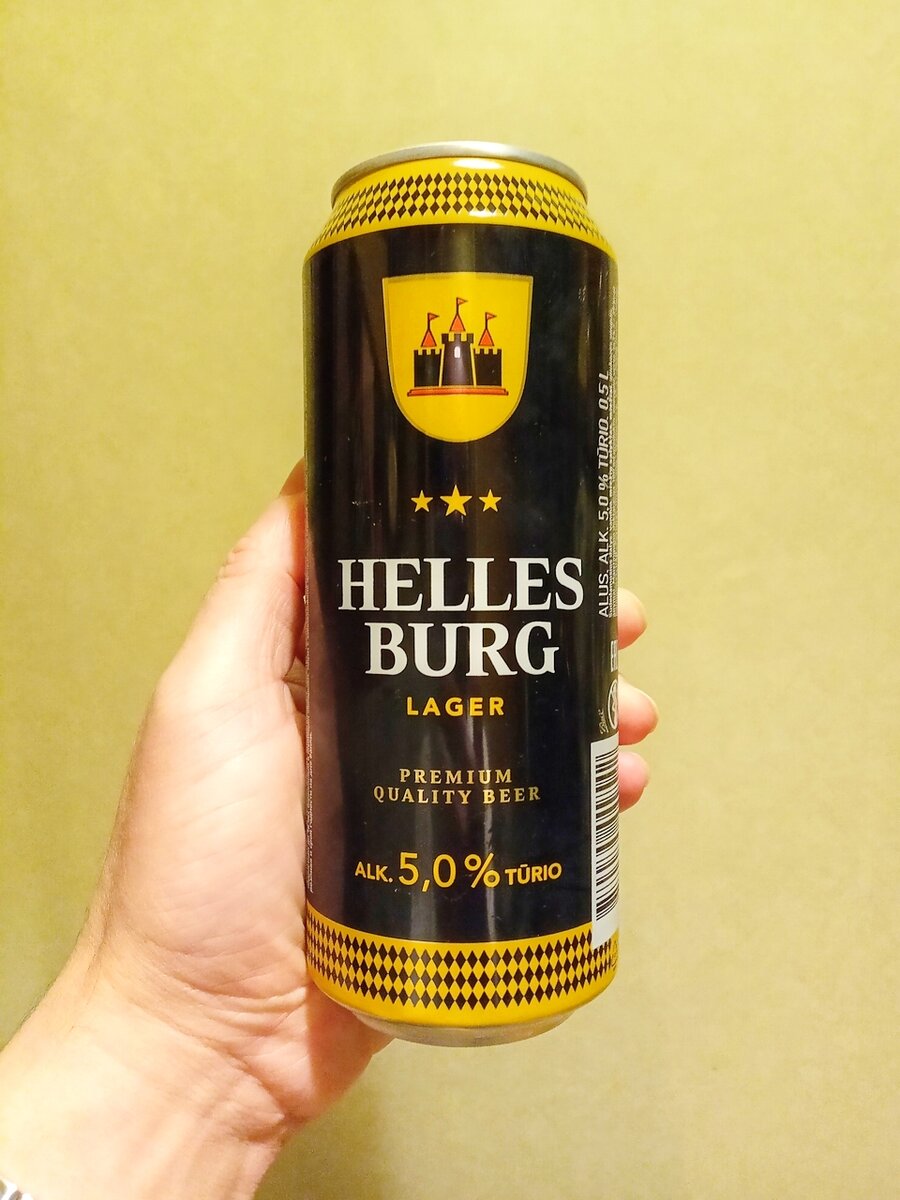 HELLES
BURG
LAGER
PREMIUM
QUALITY BEER
ALK. 5,0 % TŪRIO
ALUS. ALK. 5.0 % TŪRIO. 0.5 L